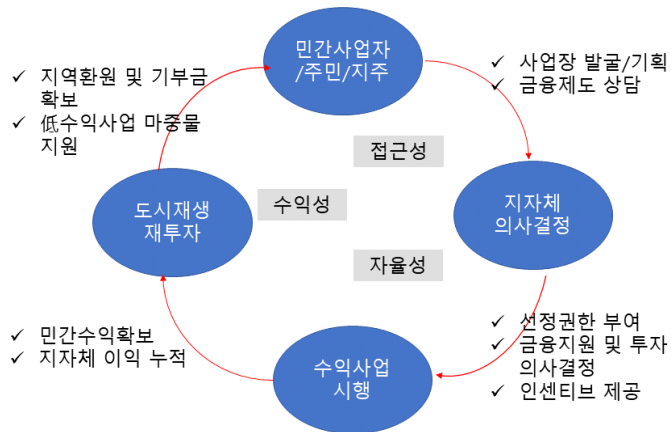 민간사업자
/주민/지주
✓ 지역환원 및 기부금
확보
✓ 低수익사업 마중물
지원
✓ 사업장 발굴/기획
✓ 금융제도 상담
접근성
수익성
자율성
도시재생
재투자
지자체
의사결정
✓ 민간수익확보
✓ 지자체 이익 누적
수익사업
시행
✓ 선정권한 부여
✓ 금융지원 및 투자
의사결정
✓ 인센티브 제공